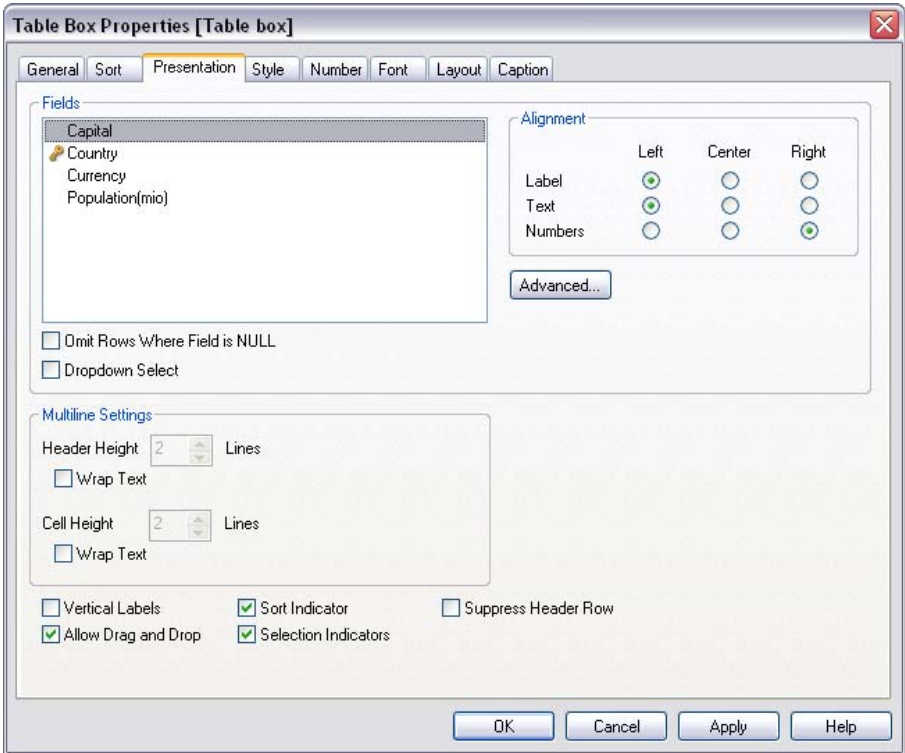 Table Box Properties [Table box]
General Sort Presentation Style Number Font Layout Caption
Fields
Capital
Country
Currency
Population(mio)
Omit Rows Where Field is NULL
Dropdown Select
Alignment
Left Center Right
Label
Text
Numbers
Advanced...
Multiline Settings
Header Height 2 Lines
Wrap Text
Cell Height 2 Lines
Wrap Text
Vertical Labels Sort Indicator Suppress Header Row
Allow Drag and Drop Selection Indicators
OK Cancel Apply Help